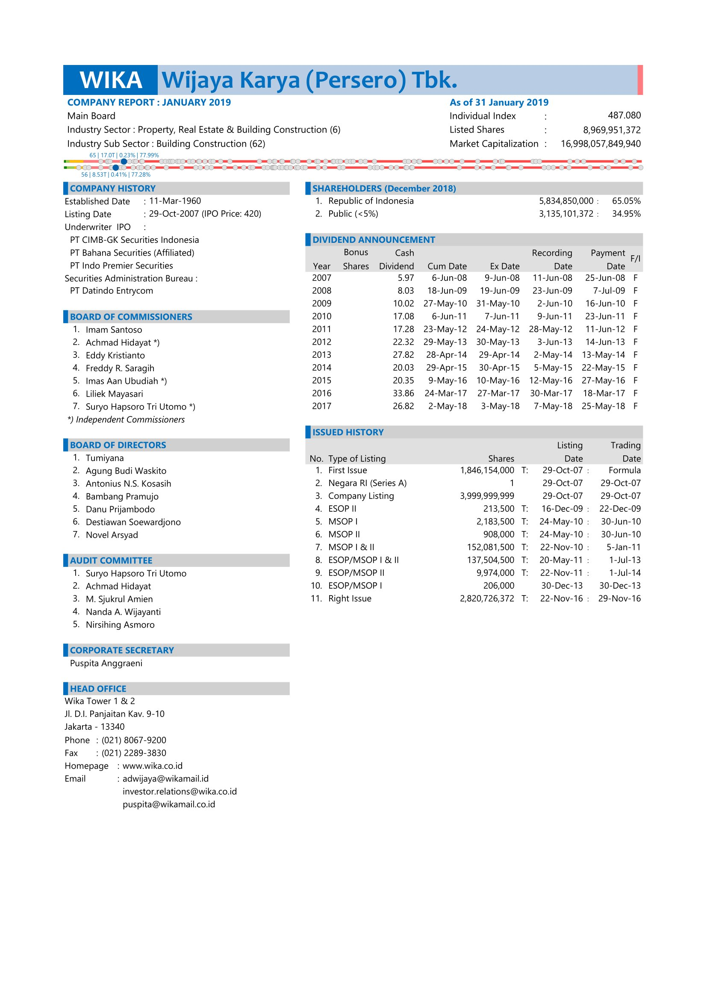 WIKA Wijaya Karya (Persero) Tbk.
COMPANY REPORT : JANUARY 2019 As of 31 January 2019
Main Board Individual Index : 487.080
Industry Sector : Property, Real Estate & Building Construction (6) Listed Shares : 8,969,951,372
Industry Sub Sector : Building Construction (62) Market Capitalization : 16,998,057,849,940
65 | 17.0T | 0.23% | 77.99%
56 | 8.53T | 0.41% | 77.28%
COMPANY HISTORY
Established Date : 11-Mar-1960
Listing Date : 29-Oct-2007 (IPO Price: 420)
Underwriter IPO :
PT CIMB-GK Securities Indonesia
PT Bahana Securities (Affiliated)
PT Indo Premier Securities
Securities Administration Bureau :
PT Datindo Entrycom
BOARD OF COMMISSIONERS
1. Imam Santoso
2. Achmad Hidayat *)
3. Eddy Kristianto
4. Freddy R. Saragih
5. Imas Aan Ubudiah *)
6. Liliek Mayasari
7. Suryo Hapsoro Tri Utomo *)
*) Independent Commissioners
BOARD OF DIRECTORS
1. Tumiyana
2. Agung Budi Waskito
3. Antonius N.S. Kosasih
4. Bambang Pramujo
5. Danu Prijambodo
6. Destiawan Soewardjono
7. Novel Arsyad
AUDIT COMMITTEE
1. Suryo Hapsoro Tri Utomo
2. Achmad Hidayat
3. M. Sjukrul Amien
4. Nanda A. Wijayanti
5. Nirsihing Asmoro
CORPORATE SECRETARY
Puspita Anggraeni
HEAD OFFICE
Wika Tower 1 & 2
Jl. D.I. Panjaitan Kav. 9-10
Jakarta - 13340
Phone : (021) 8067-9200
Fax : (021) 2289-3830
Homepage : www.wika.co.id
Email : adwijaya@wikamail.id
investor.relations@wika.co.id
puspita@wikamail.co.id
SHAREHOLDERS (December 2018)
1. Republic of Indonesia 5,834,850,000 : 65.05%
2. Public (<5%) 3,135,101,372 : 34.95%
DIVIDEND ANNOUNCEMENT
Bonus Cash Recording Payment F/I
Year Shares Dividend Cum Date Ex Date Date Date
2007 5.97 6-Jun-08 9-Jun-08 11-Jun-08 25-Jun-08 F
2008 8.03 18-Jun-09 19-Jun-09 23-Jun-09 7-Jul-09 F
2009 10.02 27-May-10 31-May-10 2-Jun-10 16-Jun-10 F
2010 17.08 6-Jun-11 7-Jun-11 9-Jun-11 23-Jun-11 F
2011 17.28 23-May-12 24-May-12 28-May-12 11-Jun-12 F
2012 22.32 29-May-13 30-May-13 3-Jun-13 14-Jun-13 F
2013 27.82 28-Apr-14 29-Apr-14 2-May-14 13-May-14 F
2014 20.03 29-Apr-15 30-Apr-15 5-May-15 22-May-15 F
2015 20.35 9-May-16 10-May-16 12-May-16 27-May-16 F
2016 33.86 24-Mar-17 27-Mar-17 30-Mar-17 18-Mar-17 F
2017 26.82 2-May-18 3-May-18 7-May-18 25-May-18 F
ISSUED HISTORY
Listing Trading
No. Type of Listing Shares Date Date
1. First Issue 1,846,154,000 T: 29-Oct-07 : Formula
2. Negara RI (Series A) 1 29-Oct-07 29-Oct-07
3. Company Listing 3,999,999,999 29-Oct-07 29-Oct-07
4. ESOP II 213,500 T: 16-Dec-09 : 22-Dec-09
5. MSOP I 2,183,500 T: 24-May-10 : 30-Jun-10
6. MSOP II 908,000 T: 24-May-10 : 30-Jun-10
7. MSOP I & II 152,081,500 T: 22-Nov-10 : 5-Jan-11
8. ESOP/MSOP I & II 137,504,500 T: 20-May-11 : 1-Jul-13
9. ESOP/MSOP II 9,974,000 T: 22-Nov-11 : 1-Jul-14
10. ESOP/MSOP I 206,000 30-Dec-13 30-Dec-13
11. Right Issue 2,820,726,372 T: 22-Nov-16 : 29-Nov-16